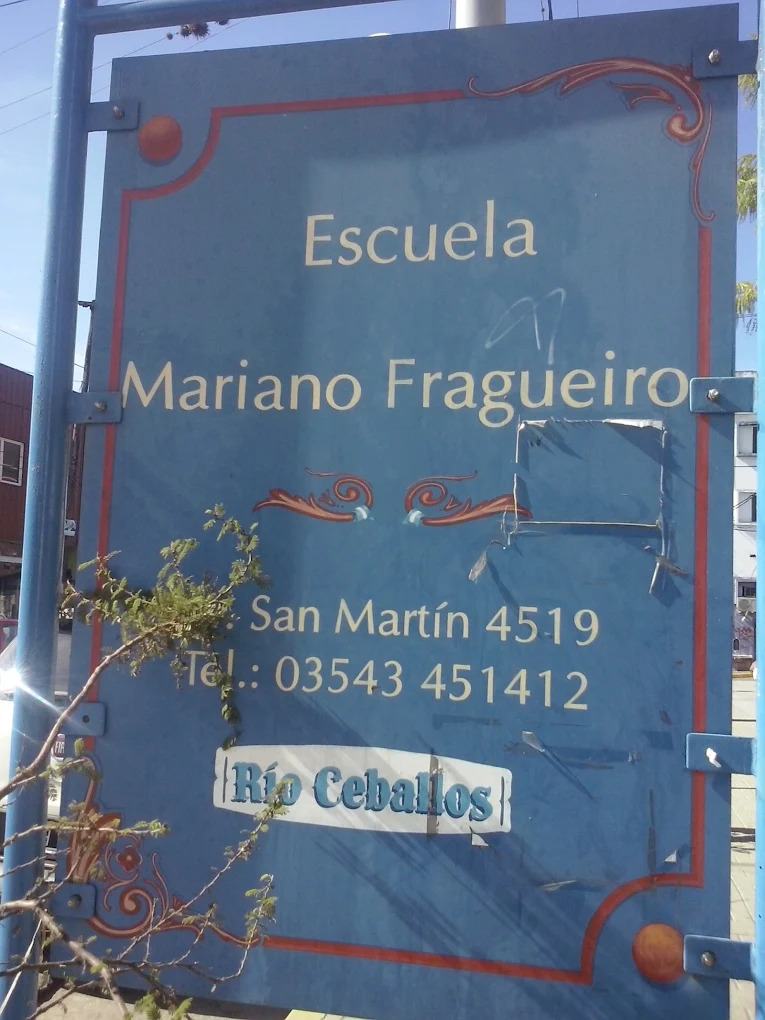 Escuela
Mariano Fragueiro
San Martín 4519
Tel.: 03543 451412
Río Ceballos